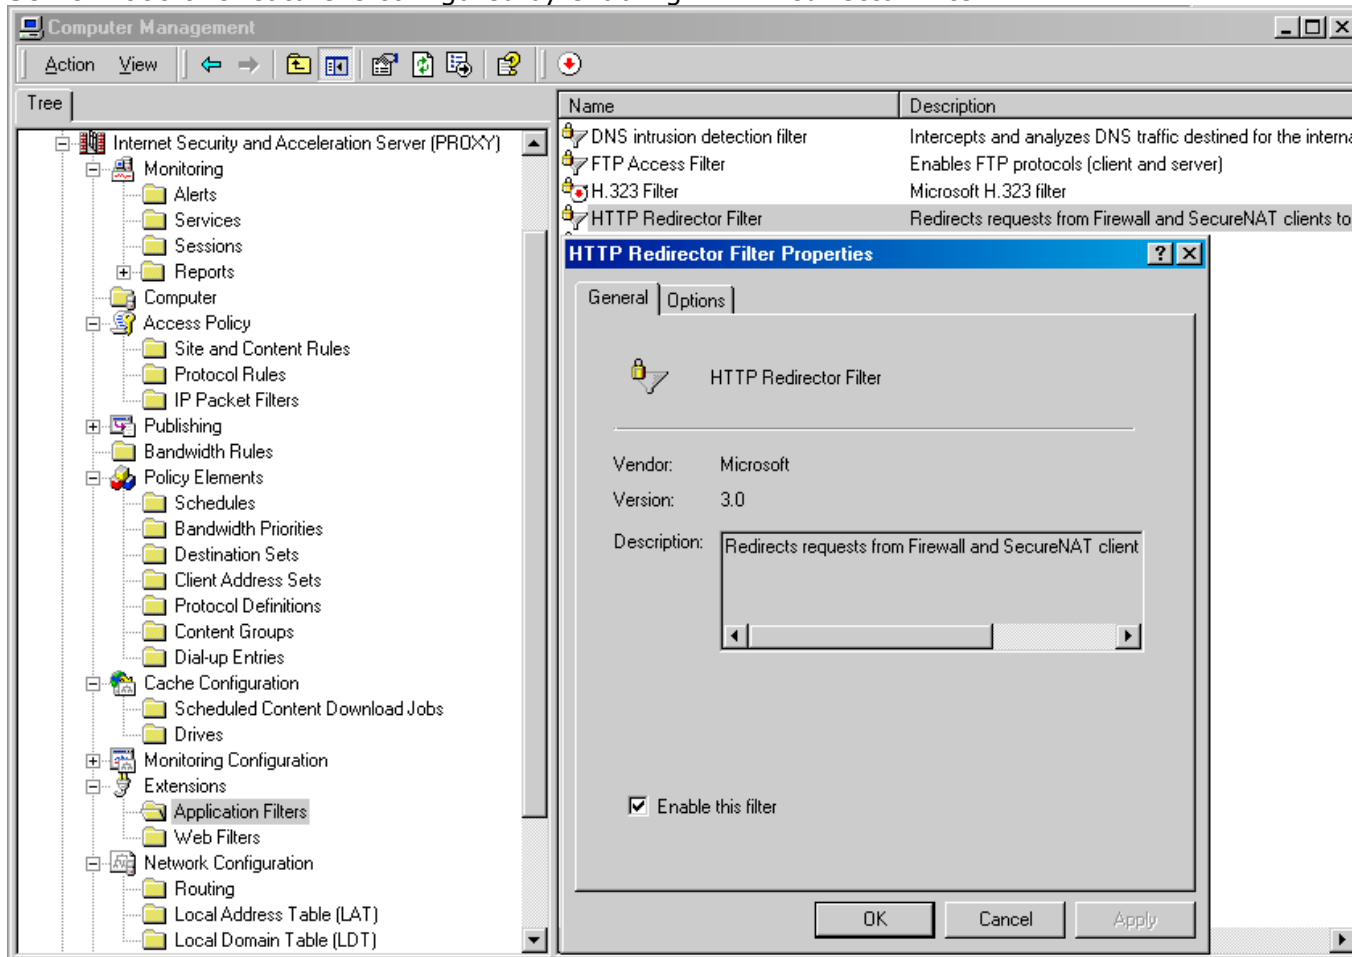 Computer Management
Action View
Tree
Name Description
Internet Security and Acceleration Server (PROXY)
Monitoring
Alerts
Services
Sessions
Reports
Computer
Access Policy
Site and Content Rules
Protocol Rules
IP Packet Filters
Publishing
Bandwidth Rules
Policy Elements
Schedules
Bandwidth Priorities
Destination Sets
Client Address Sets
Protocol Definitions
Content Groups
Dial-up Entries
Cache Configuration
Scheduled Content Download Jobs
Drives
Monitoring Configuration
Extensions
Application Filters
Web Filters
Network Configuration
Routing
Local Address Table (LAT)
Local Domain Table (LDT)
DNS intrusion detection filter Intercepts and analyzes DNS traffic destined for the interna
FTP Access Filter Enables FTP protocols (client and server)
H.323 Filter Microsoft H.323 filter
HTTP Redirector Filter Redirects requests from Firewall and SecureNAT clients to
HTTP Redirector Filter Properties
General Options
HTTP Redirector Filter
Vendor: Microsoft
Version: 3.0
Description: Redirects requests from Firewall and SecureNAT client
Enable this filter
OK Cancel Apply